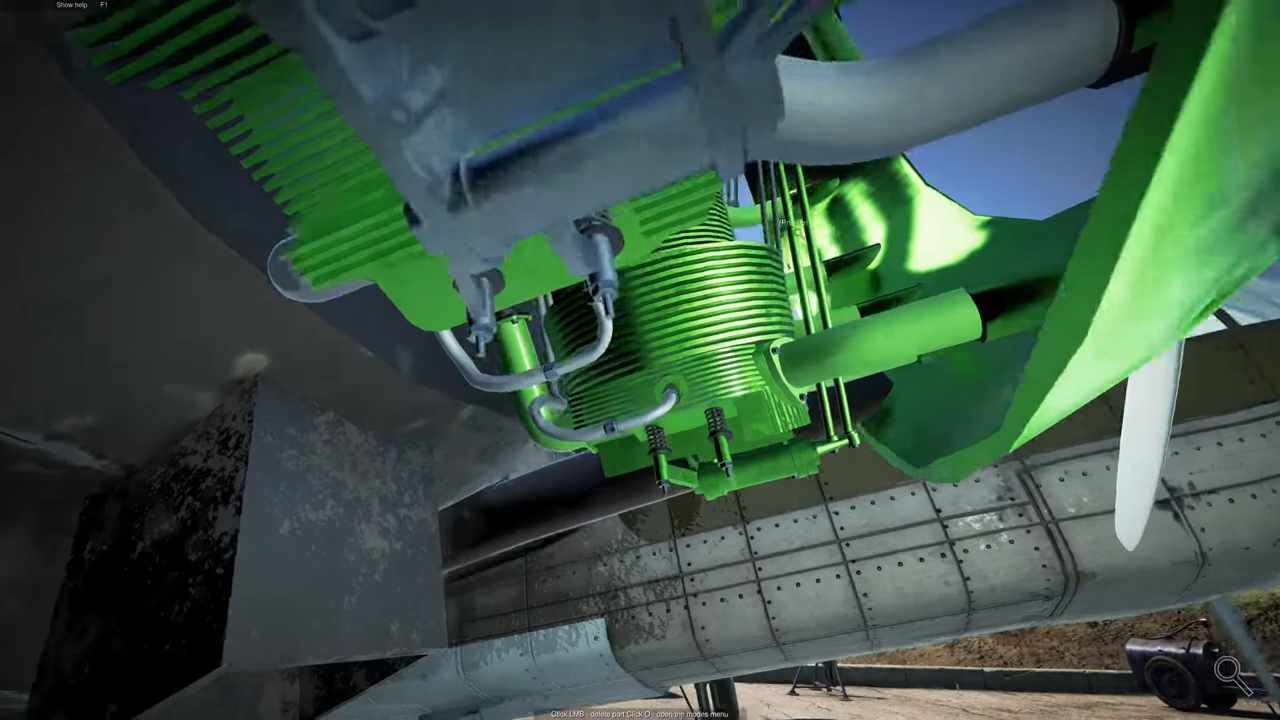 Show help F1
Click LMB - delete part Click O - open the modes menu